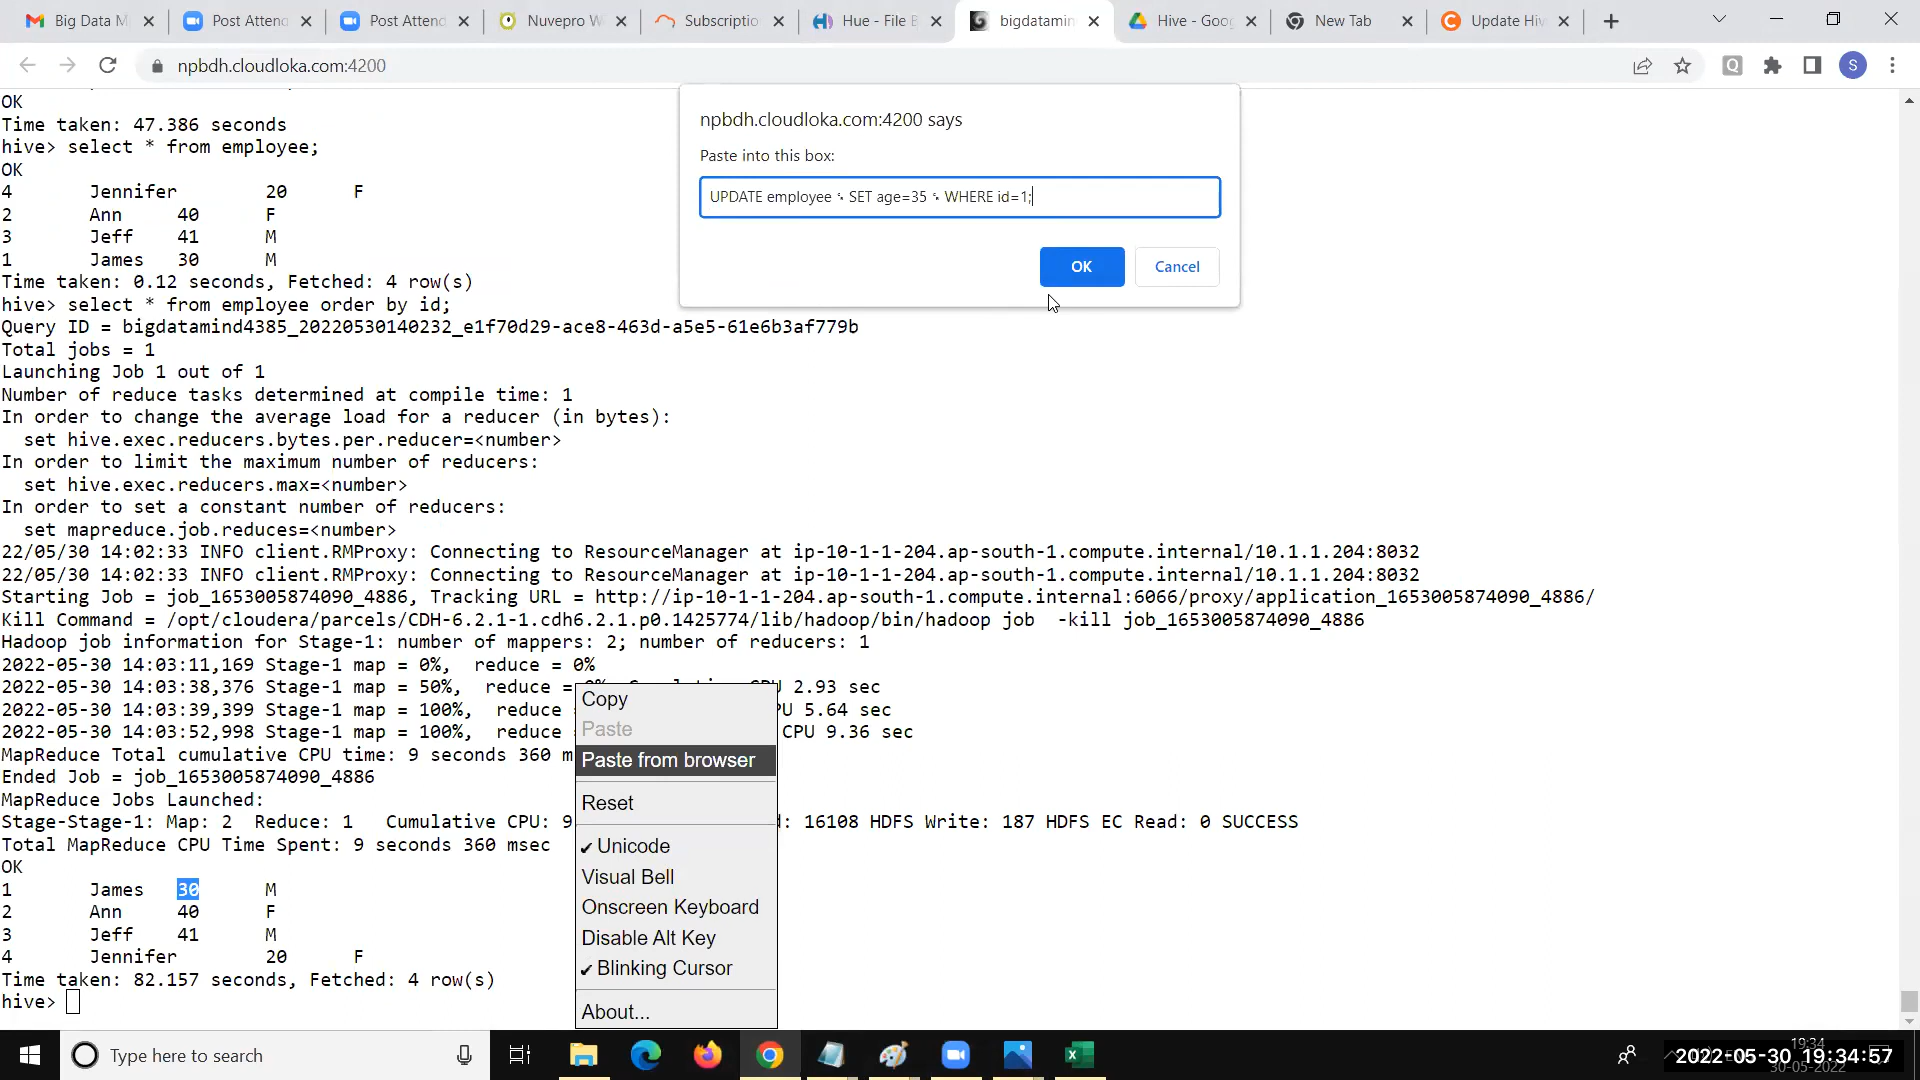 Big Data M
Post Attend
Post Attend
Nuvepro W
Subscriptio
Hue - File B
bigdatamin
Hive - Goog
New Tab
Update Hiv
npbdh.cloudloka.com:4200
S
OK
Time taken: 47.386 seconds
hive> select * from employee;
OK
4 Jennifer 20 F
2 Ann 40 F
3 Jeff 41 M
1 James 30 M
Time taken: 0.12 seconds, Fetched: 4 row(s)
hive> select * from employee order by id;
Query ID = bigdatamind4385_20220530140232_e1f70d29-ace8-463d-a5e5-61e6b3af779b
Total jobs = 1
Launching Job 1 out of 1
Number of reduce tasks determined at compile time: 1
In order to change the average load for a reducer (in bytes):
set hive.exec.reducers.bytes.per.reducer=<number>
In order to limit the maximum number of reducers:
set hive.exec.reducers.max=<number>
In order to set a constant number of reducers:
set mapreduce.job.reduces=<number>
22/05/30 14:02:33 INFO client.RMProxy: Connecting to ResourceManager at ip-10-1-1-204.ap-south-1.compute.internal/10.1.1.204:8032
22/05/30 14:02:33 INFO client.RMProxy: Connecting to ResourceManager at ip-10-1-1-204.ap-south-1.compute.internal/10.1.1.204:8032
Starting Job = job_1653005874090_4886, Tracking URL = http://ip-10-1-1-204.ap-south-1.compute.internal:6066/proxy/application_1653005874090_4886/
Kill Command = /opt/cloudera/parcels/CDH-6.2.1-1.cdh6.2.1.p0.1425774/lib/hadoop/bin/hadoop job -kill job_1653005874090_4886
Hadoop job information for Stage-1: number of mappers: 2; number of reducers: 1
2022-05-30 14:03:11,169 Stage-1 map = 0%, reduce = 0%
2022-05-30 14:03:38,376 Stage-1 map = 50%, reduce = 2.93 sec
2022-05-30 14:03:39,399 Stage-1 map = 100%, reduce PU 5.64 sec
2022-05-30 14:03:52,998 Stage-1 map = 100%, reduce CPU 9.36 sec
MapReduce Total cumulative CPU time: 9 seconds 360 m
Ended Job = job_1653005874090_4886
MapReduce Jobs Launched:
Stage-Stage-1: Map: 2 Reduce: 1 Cumulative CPU: 9 d: 16108 HDFS Write: 187 HDFS EC Read: 0 SUCCESS
Total MapReduce CPU Time Spent: 9 seconds 360 msec
OK
1 James 30 M
2 Ann 40 F
3 Jeff 41 M
4 Jennifer 20 F
Time taken: 82.157 seconds, Fetched: 4 row(s)
hive>
npbdh.cloudloka.com:4200 says
Paste into this box:
UPDATE employee SET age=35 WHERE id=1;
OK
Cancel
Copy
Paste
Paste from browser
Reset
✔ Unicode
Visual Bell
Onscreen Keyboard
Disable Alt Key
✔ Blinking Cursor
About...
Type here to search
19:34
2022-05-30 19:34:57
30-05-2022